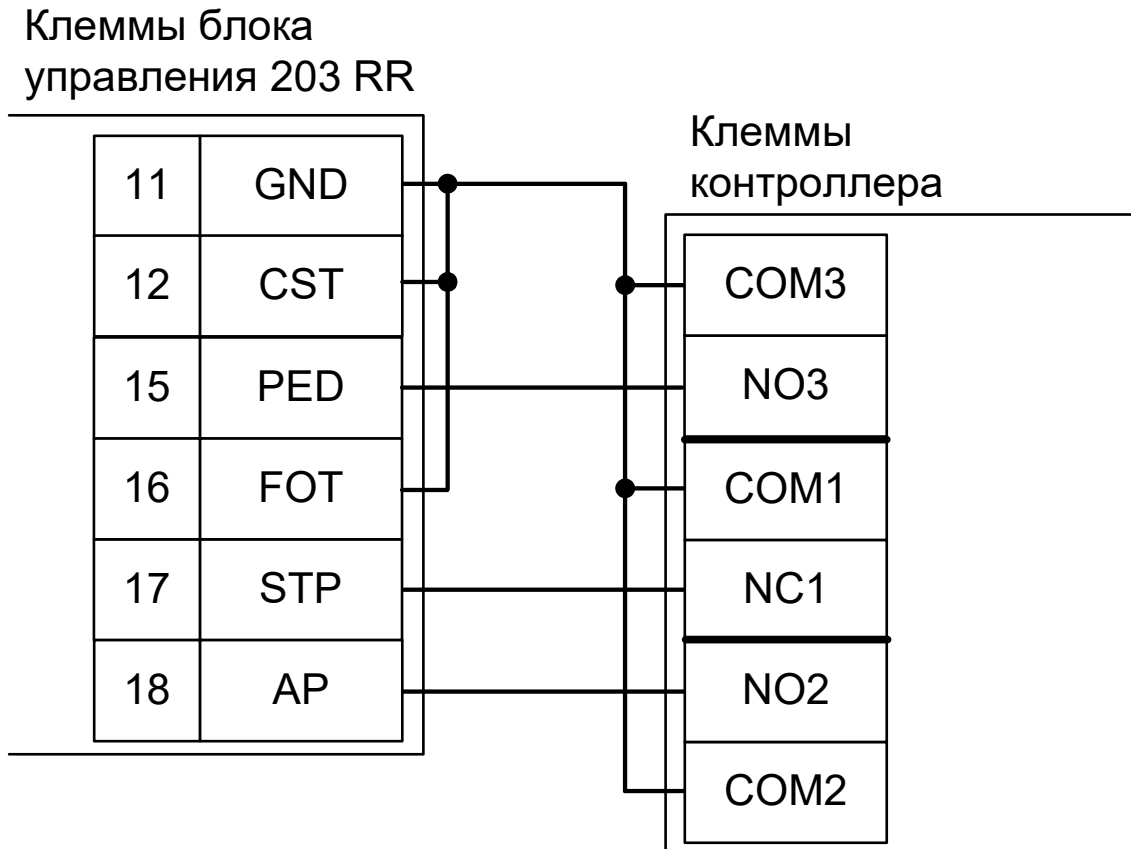 Клеммы блока
управления 203 RR
11 GND
12 CST
15 PED
16 FOT
17 STP
18 AP
Клеммы
контроллера
COM3
NO3
COM1
NC1
NO2
COM2